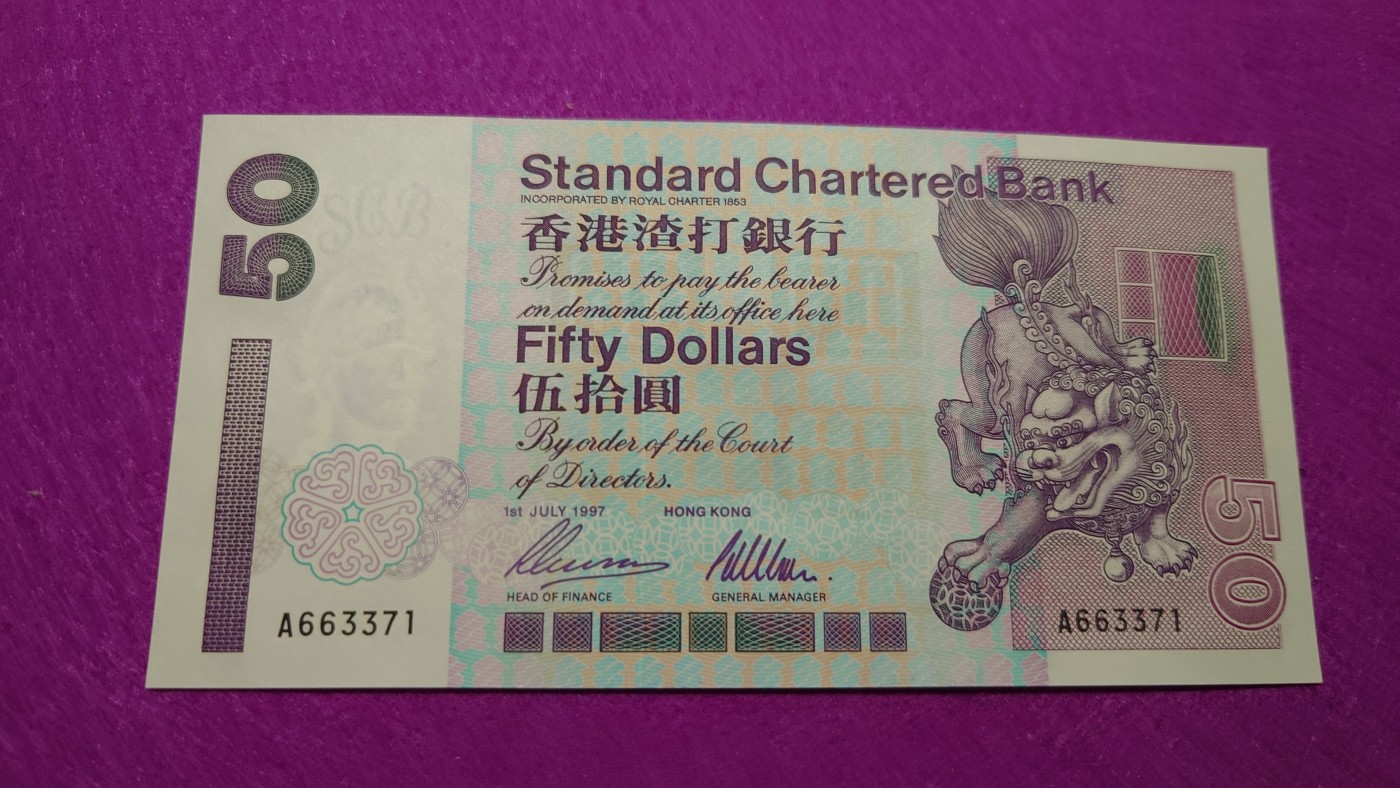 50
Standard Chartered Bank
INCORPORATED BY ROYAL CHARTER 1853
香港渣打銀行
Promises to pay the bearer
on demand at its office here
Fifty Dollars
伍拾圓
By order of the Court
of Directors.
1st JULY 1997 HONG KONG
HEAD OF FINANCE GENERAL MANAGER
A663371 A663371
50